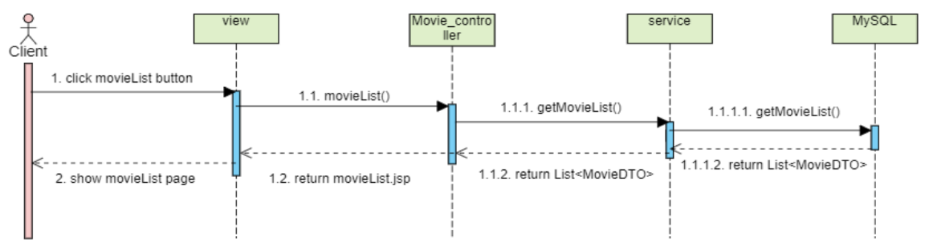 view
Movie_contro
ller
service
MySQL
Client
1. click movieList button
1.1. movieList()
1.1.1. getMovieList()
1.1.1.1. getMovieList()
2. show movieList page
1.2. return movieList.jsp
1.1.2. return List<MovieDTO>
1.1.1.2. return List<MovieDTO>